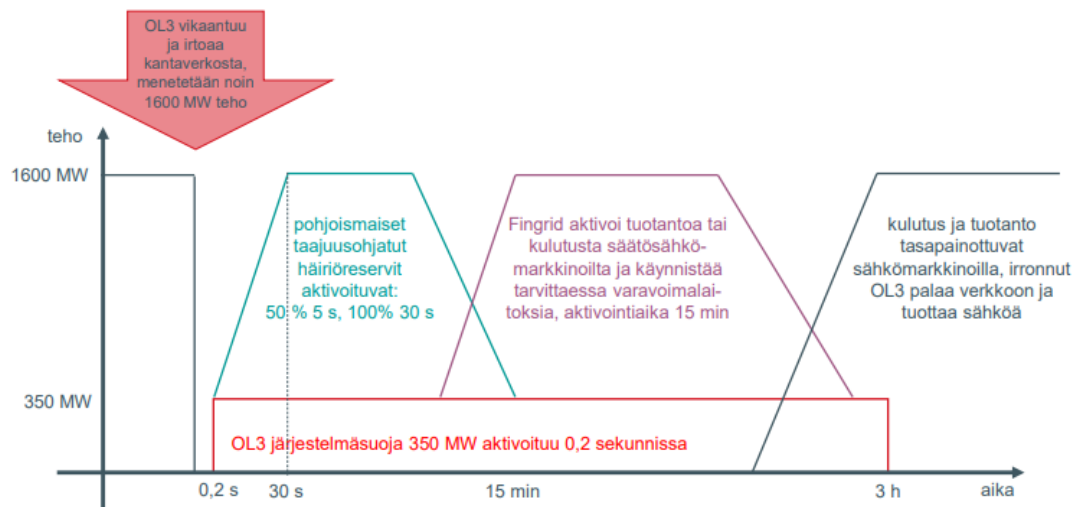 OL3 vikaantuu
ja irtoaa
kantaverkosta,
menetetään noin
1600 MW teho
teho
1600 MW
pohjoismaiset
taajuusohjatut
häiriöreservit
aktivoituvat:
50 % 5 s, 100% 30 s
Fingrid aktivoi tuotantoa tai
kulutusta säätösähkö-
markkinoilta ja käynnistää
tarvittaessa varavoimalai-
toksia, aktivointiaika 15 min
kulutus ja tuotanto
tasapainottuvat
sähkömarkkinoilla, irronnut
OL3 palaa verkkoon ja
tuottaa sähköä
350 MW
OL3 järjestelmäsuoja 350 MW aktivoituu 0,2 sekunnissa
0,2 s
30 s
15 min
3 h
aika